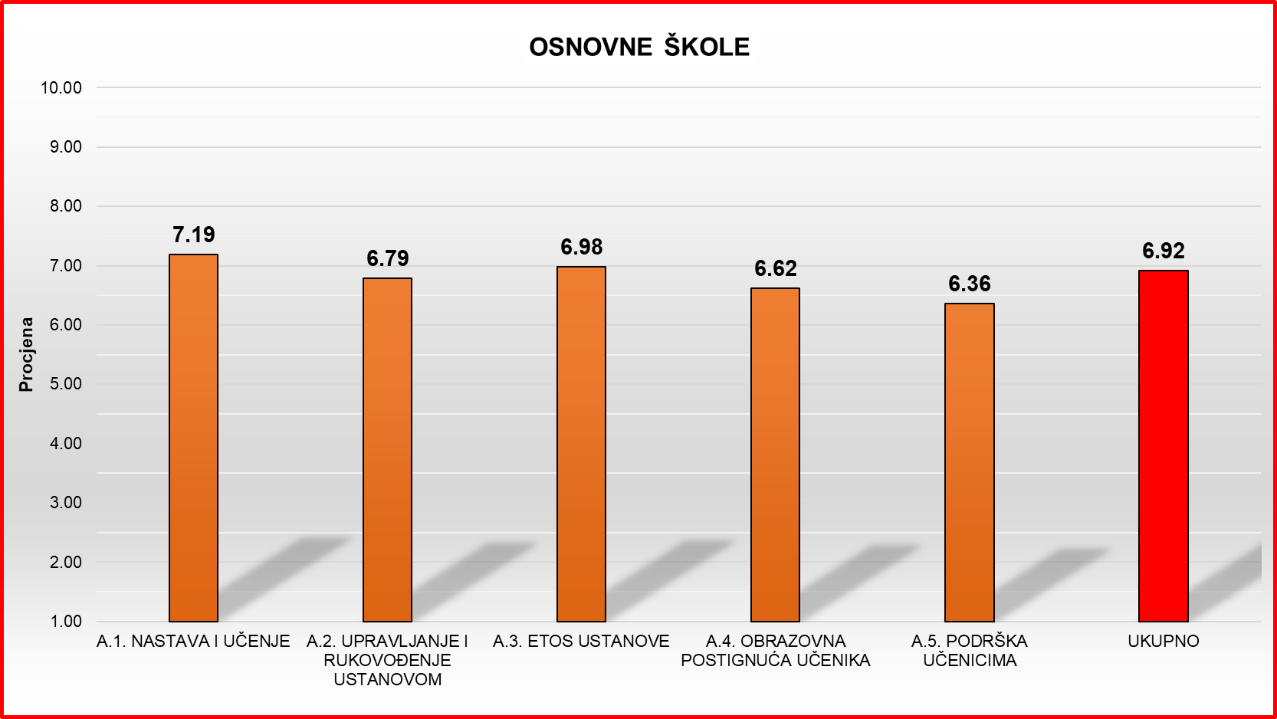 OSNOVNE ŠKOLE
10.00
9.00
8.00
7.00
6.00
5.00
4.00
3.00
2.00
1.00
Procjena
7.19
6.79
6.98
6.62
6.36
6.92
A.1. NASTAVA I UČENJE
A.2. UPRAVLJANJE I
RUKOVOĐENJE
USTANOVOM
A.3. ETOS USTANOVE
A.4. OBRAZOVNA
POSTIGNUĆA UČENIKA
A.5. PODRŠKA
UČENICIMA
UKUPNO